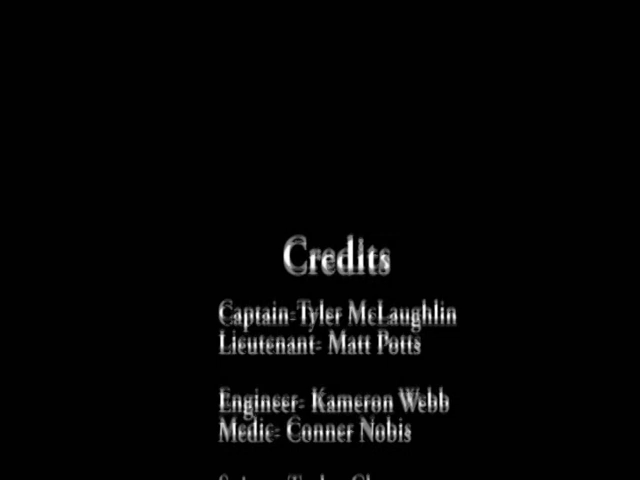 Credits
Captain-Tyler McLaughlin
Lieutenant- Matt Potts
Engineer- Kameron Webb
Medic- Conner Nobis